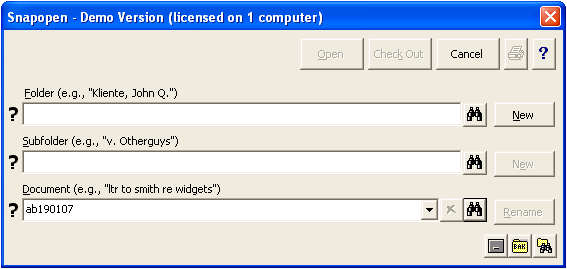 Snapopen - Demo Version (licensed on 1 computer)
Open Check Out Cancel ?
Folder (e.g., "Kliente, John Q.")
? New
Subfolder (e.g., "v. Otherguys")
? New
Document (e.g., "ltr to smith re widgets")
? ab190107 Rename
BAK